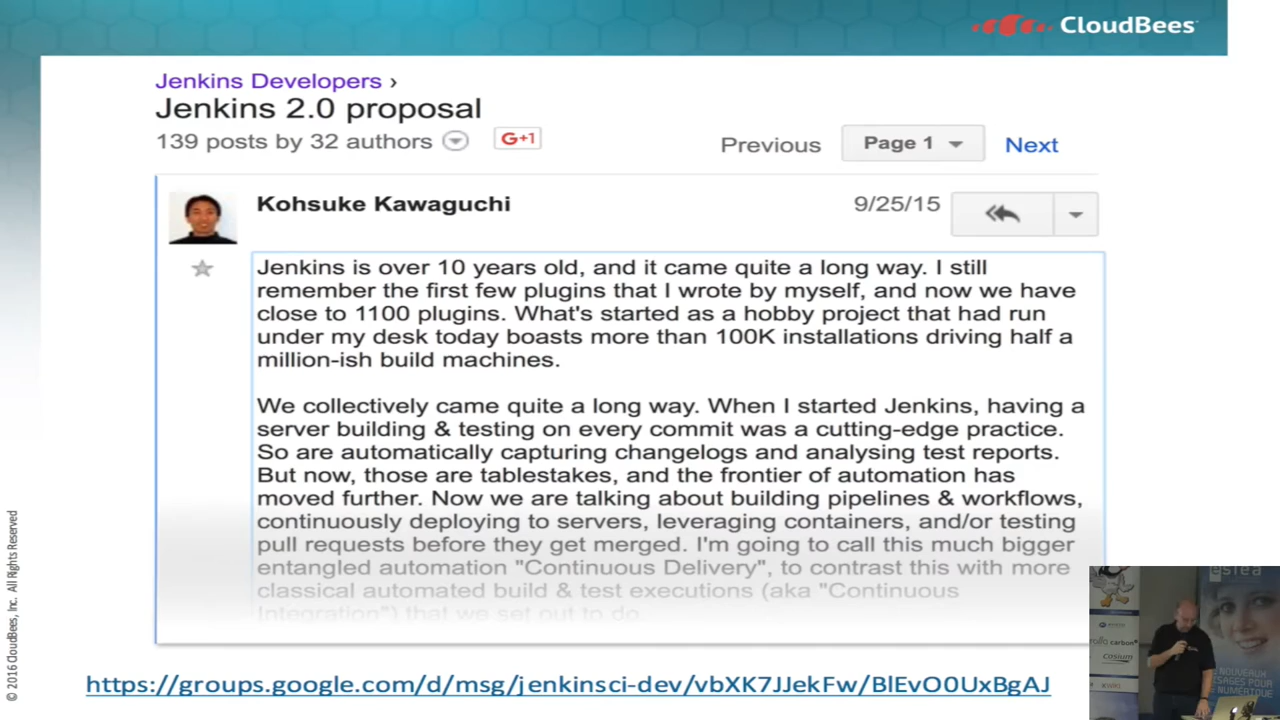 CloudBees
Jenkins Developers ›
Jenkins 2.0 proposal
139 posts by 32 authors
G+1
Previous
Page 1
Next
Kohsuke Kawaguchi
9/25/15
Jenkins is over 10 years old, and it came quite a long way. I still
remember the first few plugins that I wrote by myself, and now we have
close to 1100 plugins. What's started as a hobby project that had run
under my desk today boasts more than 100K installations driving half a
million-ish build machines.
We collectively came quite a long way. When I started Jenkins, having a
server building & testing on every commit was a cutting-edge practice.
So are automatically capturing changelogs and analysing test reports.
But now, those are tablestakes, and the frontier of automation has
moved further. Now we are talking about building pipelines & workflows,
continuously deploying to servers, leveraging containers, and/or testing
pull requests before they get merged. I'm going to call this much bigger
entangled automation "Continuous Delivery", to contrast this with more
classical automated build & test executions (aka "Continuous
Integration") that we set out to do.
https://groups.google.com/d/msg/jenkinsci-dev/vbXK7JJekFw/BlEvO0UxBgAJ
© 2016 CloudBees, Inc. All Rights Reserved
carbon
Cosium